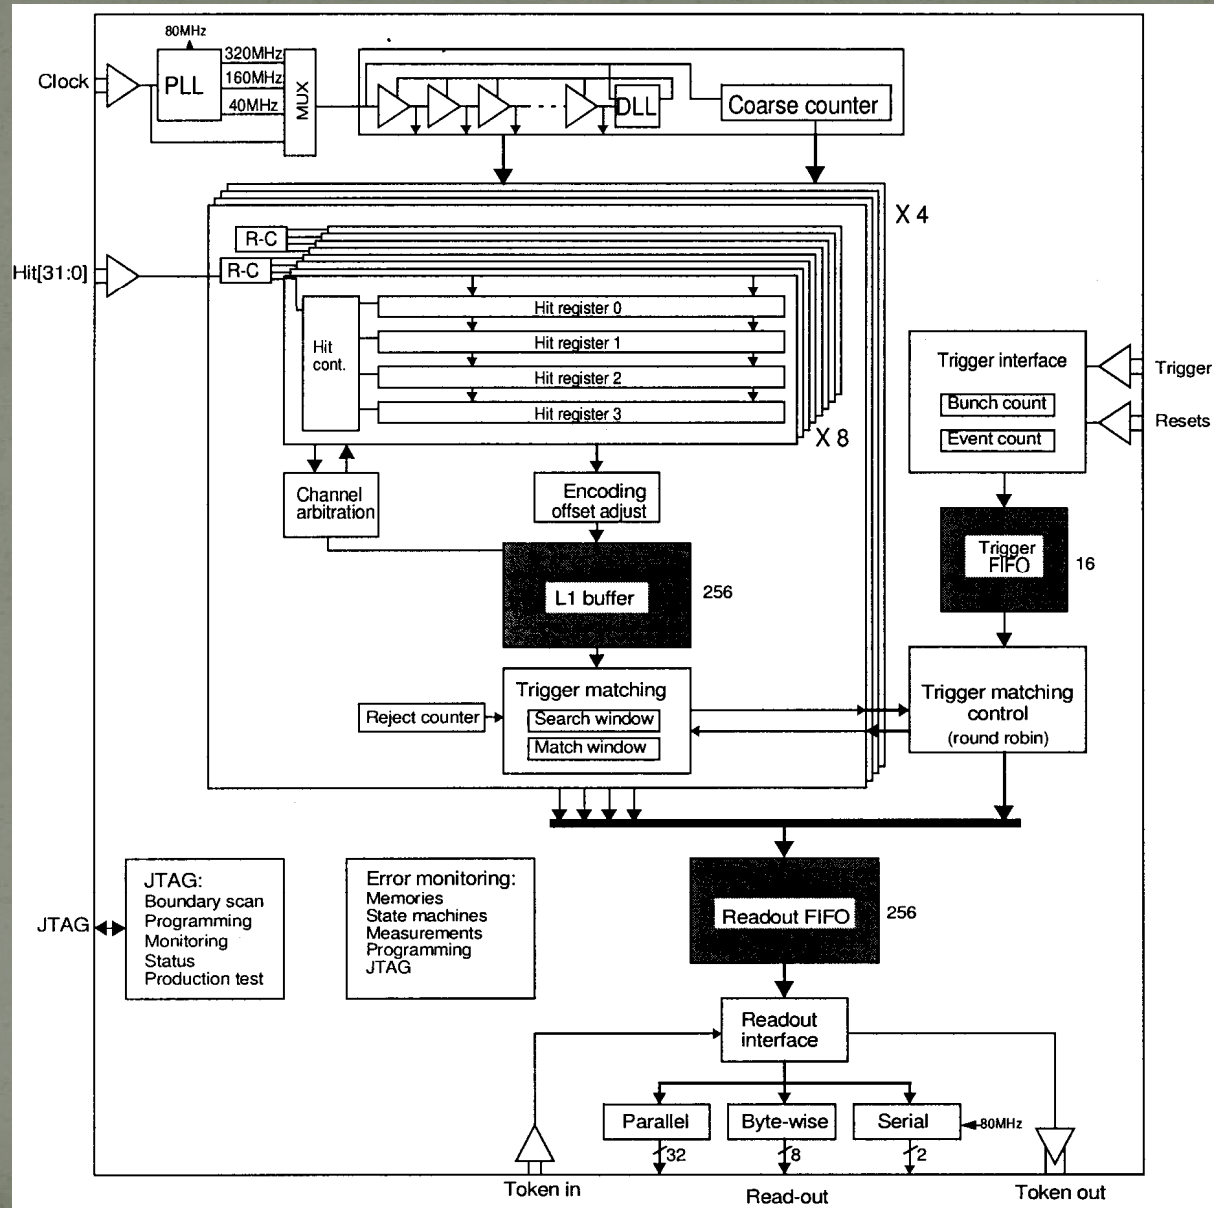 80MHz
320MHz
Clock
PLL
160MHz
40MHz
MUX
DLL
Coarse counter
X 4
R-C
Hit[31:0]
R-C
Hit cont.
Hit register 0
Hit register 1
Hit register 2
Hit register 3
X 8
Trigger interface
Bunch count
Event count
Trigger
Resets
Channel
arbitration
Encoding
offset adjust
Trigger
FIFO
16
L1 buffer
256
Trigger matching
Search window
Match window
Reject counter
Trigger matching
control
(round robin)
JTAG
JTAG:
Boundary scan
Programming
Monitoring
Status
Production test
Error monitoring:
Memories
State machines
Measurements
Programming
JTAG
Readout FIFO
256
Readout
interface
Parallel
Byte-wise
Serial
80MHz
32
8
2
Token in
Read-out
Token out